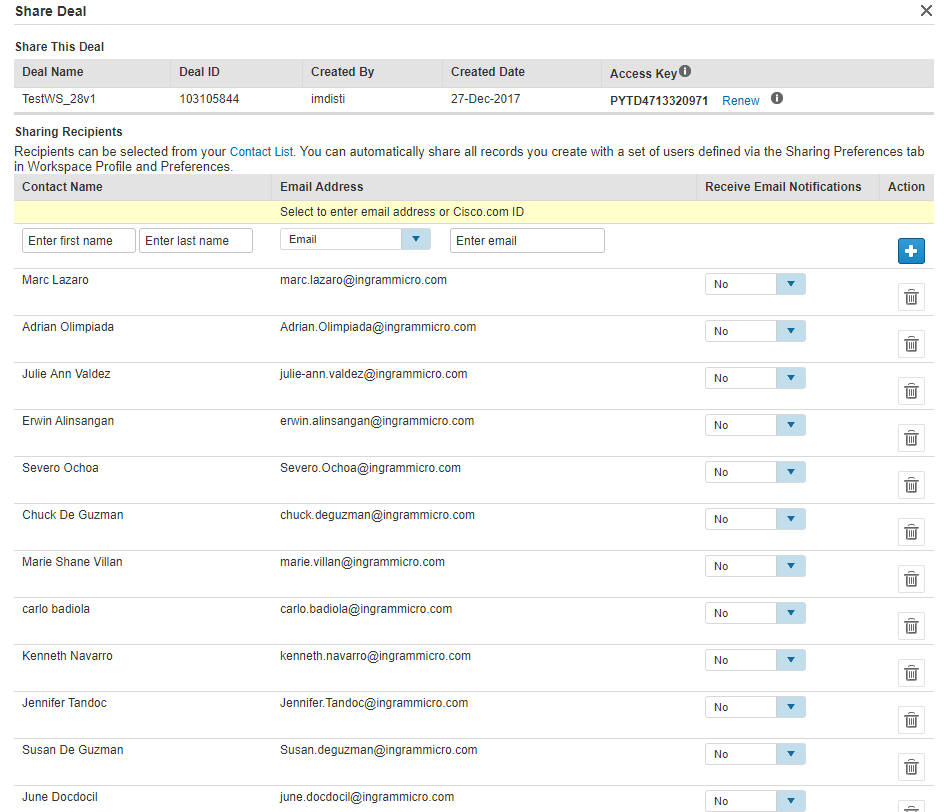 Share Deal
Share This Deal
Deal Name Deal ID Created By Created Date Access Key
TestWS_28v1 103105844 imdisti 27-Dec-2017 PYTD4713320971 Renew
Sharing Recipients
Recipients can be selected from your Contact List. You can automatically share all records you create with a set of users defined via the Sharing Preferences tab
in Workspace Profile and Preferences.
Contact Name Email Address Receive Email Notifications Action
Select to enter email address or Cisco.com ID
Enter first name Enter last name Email Enter email
Marc Lazaro marc.lazaro@ingrammicro.com No
Adrian Olimpiada Adrian.Olimpiada@ingrammicro.com No
Julie Ann Valdez julie-ann.valdez@ingrammicro.com No
Erwin Alinsangan erwin.alinsangan@ingrammicro.com No
Severo Ochoa Severo.Ochoa@ingrammicro.com No
Chuck De Guzman chuck.deguzman@ingrammicro.com No
Marie Shane Villan marie.villan@ingrammicro.com No
carlo badiola carlo.badiola@ingrammicro.com No
Kenneth Navarro kenneth.navarro@ingrammicro.com No
Jennifer Tandoc Jennifer.Tandoc@ingrammicro.com No
Susan De Guzman Susan.deguzman@ingrammicro.com No
June Docdocil june.docdocil@ingrammicro.com No